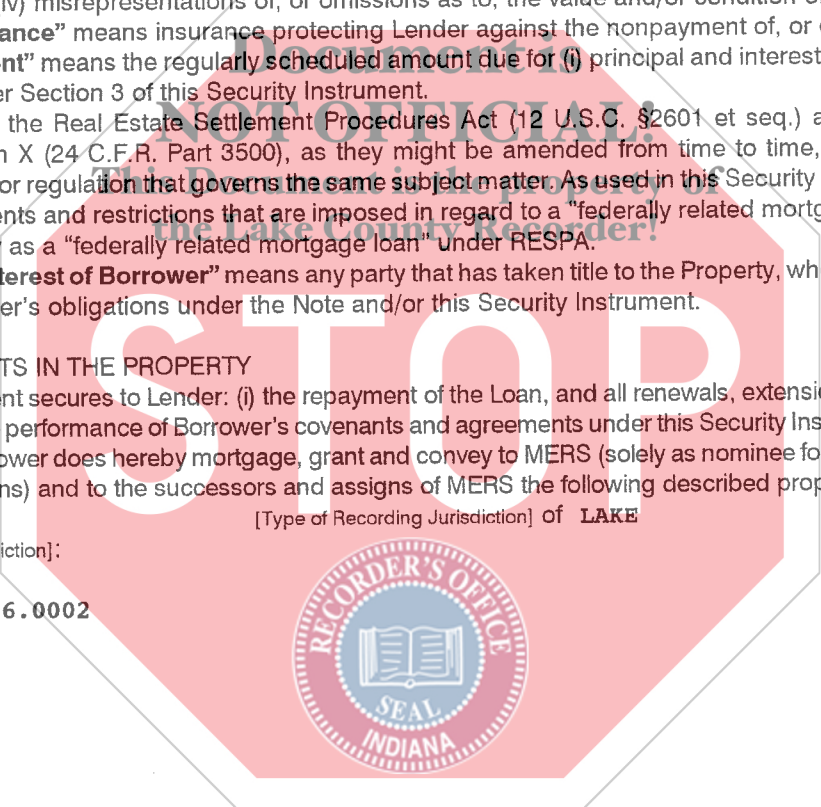 iv) misrepresentations of, or omissions as to, the value and/or condition o
ance” means insurance protecting Lender against the nonpayment of, or
nt” means the regularly scheduled amount due for (i) principal and interest
er Section 3 of this Security Instrument.
the Real Estate Settlement Procedures Act (12 U.S.C. §2601 et seq.) a
n X (24 C.F.R. Part 3500), as they might be amended from time to time,
or regulation that governs the same subject matter. As used in this Security
ents and restrictions that are imposed in regard to a "federally related mortg
as a “federally related mortgage loan” under RESPA.
terest of Borrower” means any party that has taken title to the Property, wh
er’s obligations under the Note and/or this Security Instrument.
TS IN THE PROPERTY
nt secures to Lender: (i) the repayment of the Loan, and all renewals, extensi
performance of Borrower’s covenants and agreements under this Security Ins
ower does hereby mortgage, grant and convey to MERS (solely as nominee fo
ns) and to the successors and assigns of MERS the following described prop
[Type of Recording Jurisdiction] of LAKE
iction]:
6.0002
Document is
NOT OFFICIAL!
This Document is the property of
the Lake County Recorder!
STOP
RECORDER'S OFFICE
SEAL
INDIANA